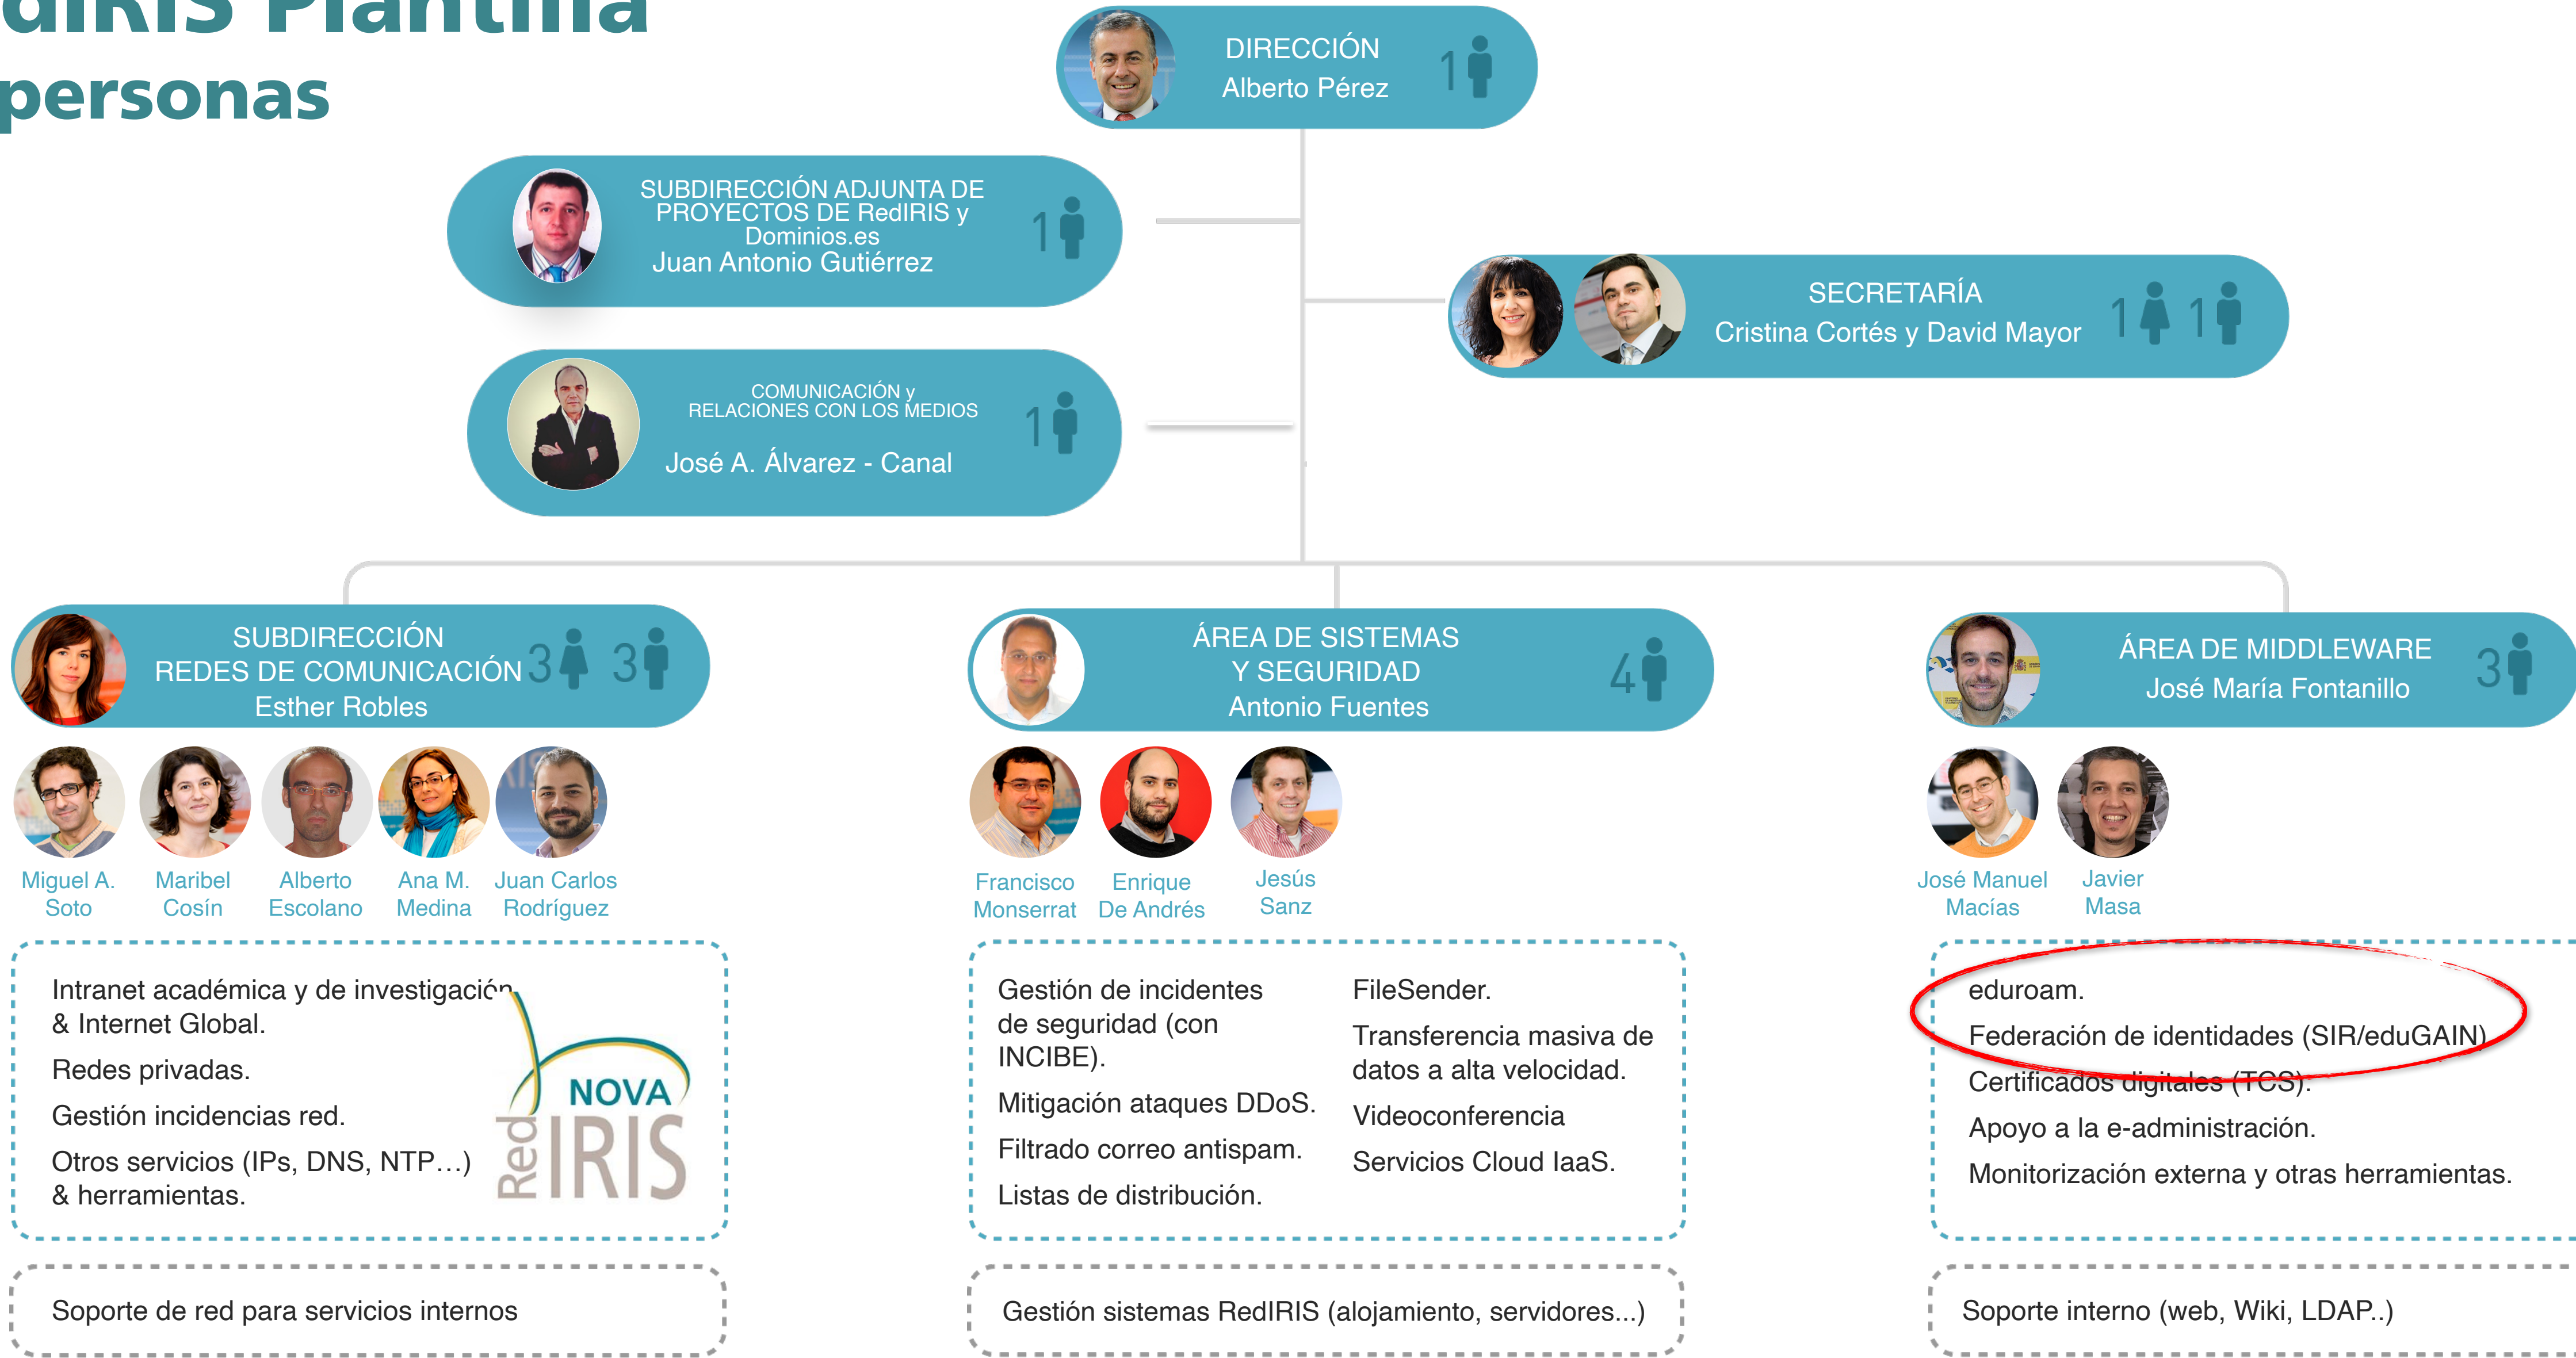 diRIS Plantilla
personas
DIRECCIÓN
Alberto Pérez
1
SUBDIRECCIÓN ADJUNTA DE
PROYECTOS DE RedIRIS y
Dominios.es
Juan Antonio Gutiérrez
1
SECRETARÍA
Cristina Cortés y David Mayor
1 1
COMUNICACIÓN y
RELACIONES CON LOS MEDIOS
José A. Álvarez - Canal
1
SUBDIRECCIÓN
REDES DE COMUNICACIÓN
Esther Robles
3 3
Miguel A.
Soto
Maribel
Cosín
Alberto
Escolano
Ana M.
Medina
Juan Carlos
Rodríguez
Intranet académica y de investigación
& Internet Global.
Redes privadas.
Gestión incidencias red.
Otros servicios (IPs, DNS, NTP…)
& herramientas.
NOVA
Red
IRIS
Soporte de red para servicios internos
ÁREA DE SISTEMAS
Y SEGURIDAD
Antonio Fuentes
4
Francisco
Monserrat
Enrique
De Andrés
Jesús
Sanz
Gestión de incidentes
de seguridad (con
INCIBE).
Mitigación ataques DDoS.
Filtrado correo antispam.
Listas de distribución.
FileSender.
Transferencia masiva de
datos a alta velocidad.
Videoconferencia
Servicios Cloud IaaS.
Gestión sistemas RedIRIS (alojamiento, servidores...)
ÁREA DE MIDDLEWARE
José María Fontanillo
3
José Manuel
Macías
Javier
Masa
eduroam.
Federación de identidades (SIR/eduGAIN)
Certificados digitales (TCS).
Apoyo a la e-administración.
Monitorización externa y otras herramientas.
Soporte interno (web, Wiki, LDAP..)